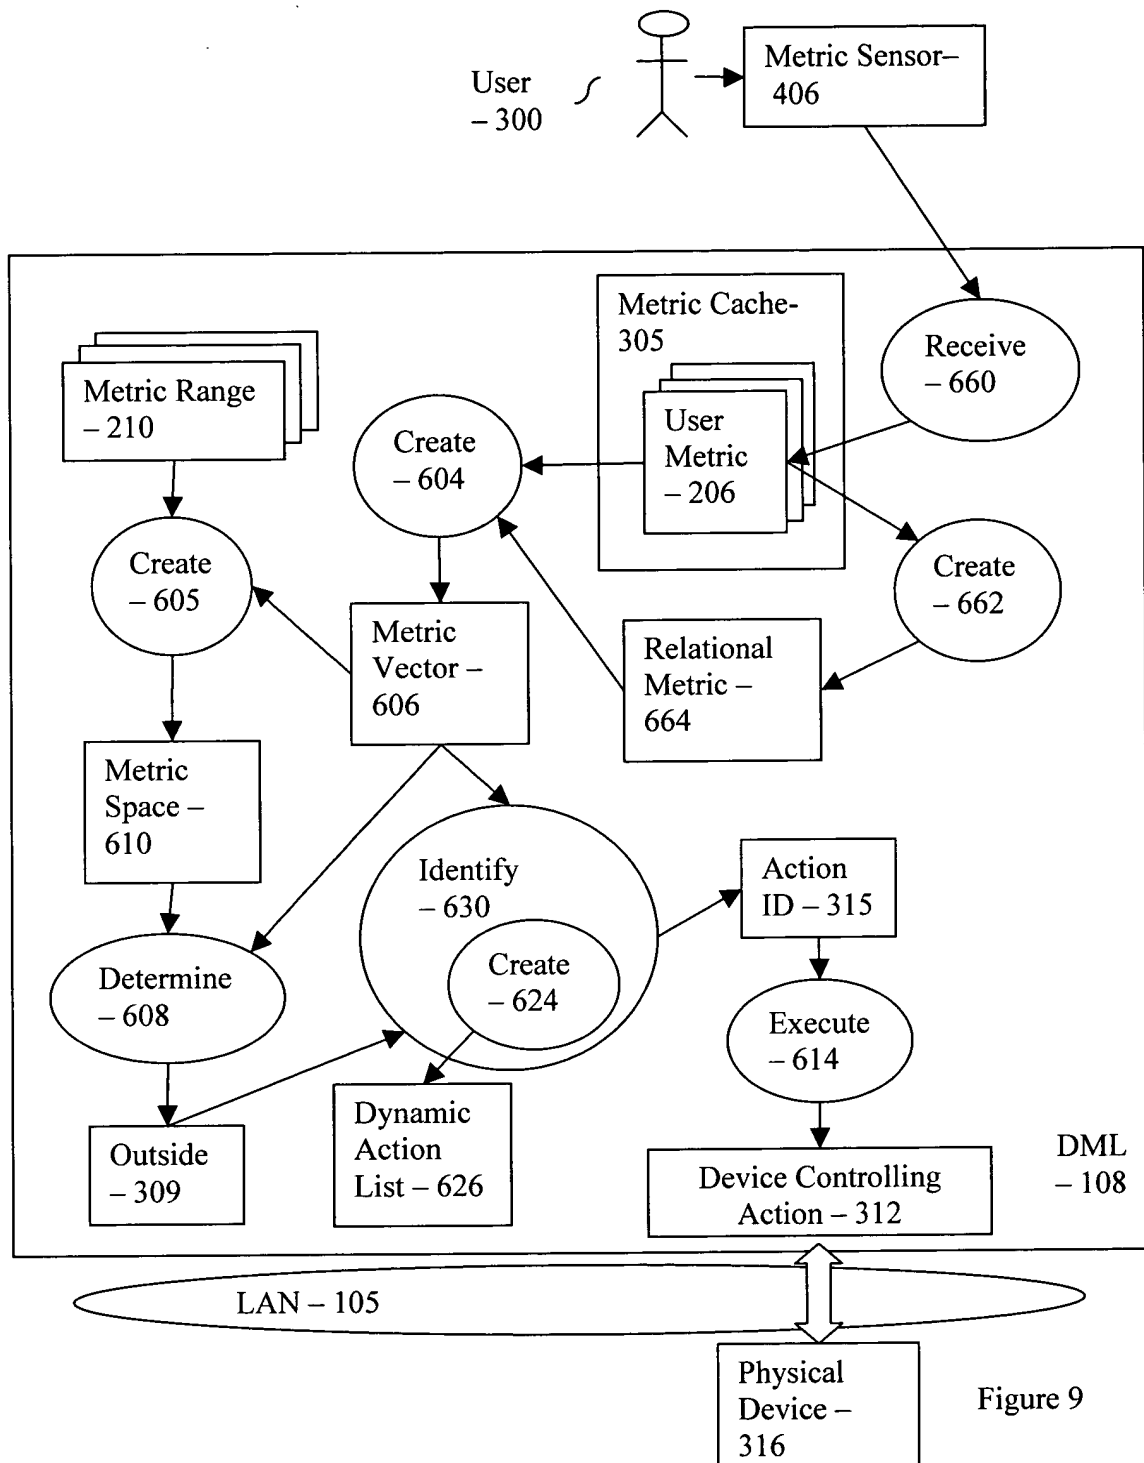 User
– 300
Metric Sensor–
406
Metric Cache-
305
Receive
– 660
Metric Range
– 210
Create
– 604
User
Metric
– 206
Create
– 605
Create
– 662
Metric
Vector –
606
Relational
Metric –
664
Metric
Space –
610
Identify
– 630
Action
ID – 315
Create
– 624
Determine
– 608
Execute
– 614
Dynamic
Action
List – 626
Outside
– 309
Device Controlling
Action – 312
DML
– 108
LAN – 105
Physical
Device –
316
Figure 9